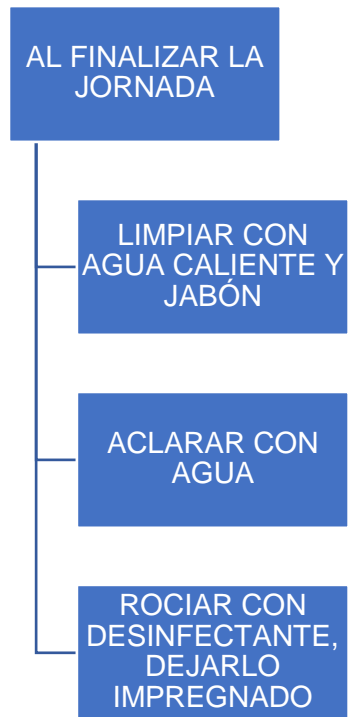 AL FINALIZAR LA
JORNADA
LIMPIAR CON
AGUA CALIENTE Y
JABÓN
ACLARAR CON
AGUA
ROCIAR CON
DESINFECTANTE,
DEJARLO
IMPREGNADO